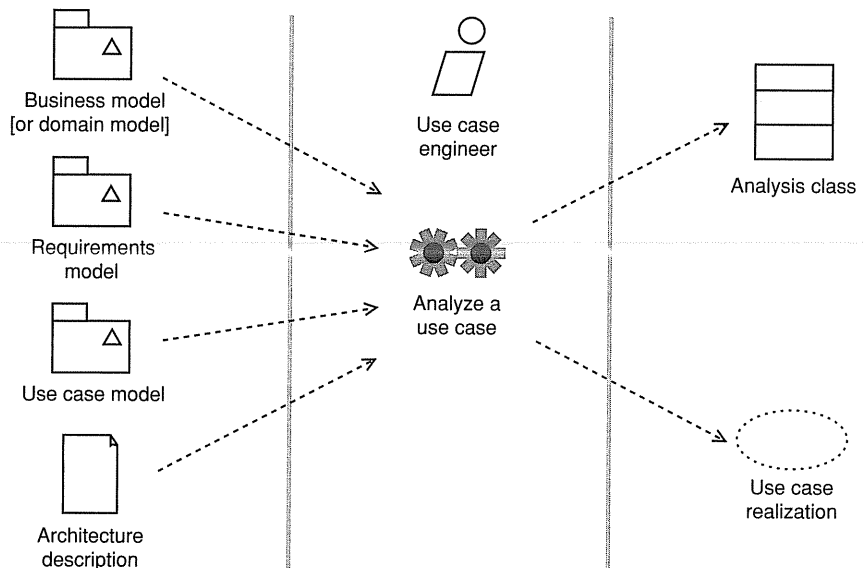 Business model
[or domain model]
Requirements
model
Use case model
Architecture
description
Use case
engineer
Analyze a
use case
Analysis class
Use case
realization